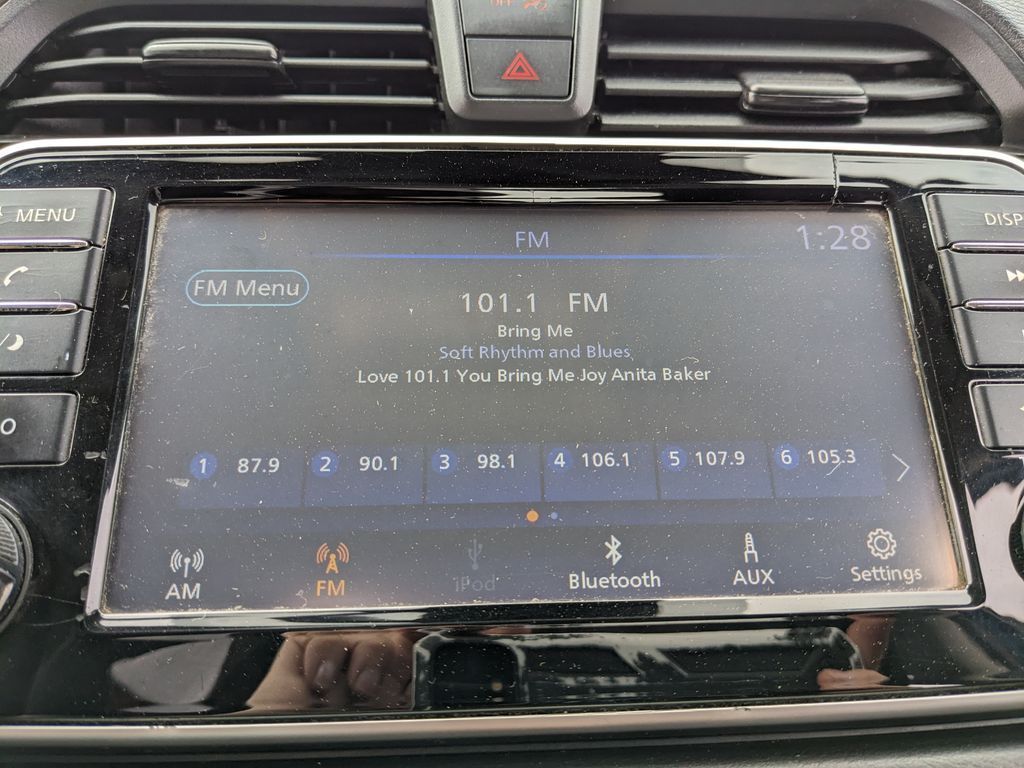 OFF
MENU
DISP
FM
1:28
FM Menu
101.1 FM
Bring Me
Soft Rhythm and Blues
Love 101.1 You Bring Me Joy Anita Baker
1 87.9 2 90.1 3 98.1 4 106.1 5 107.9 6 105.3
AM FM iPod Bluetooth AUX Settings